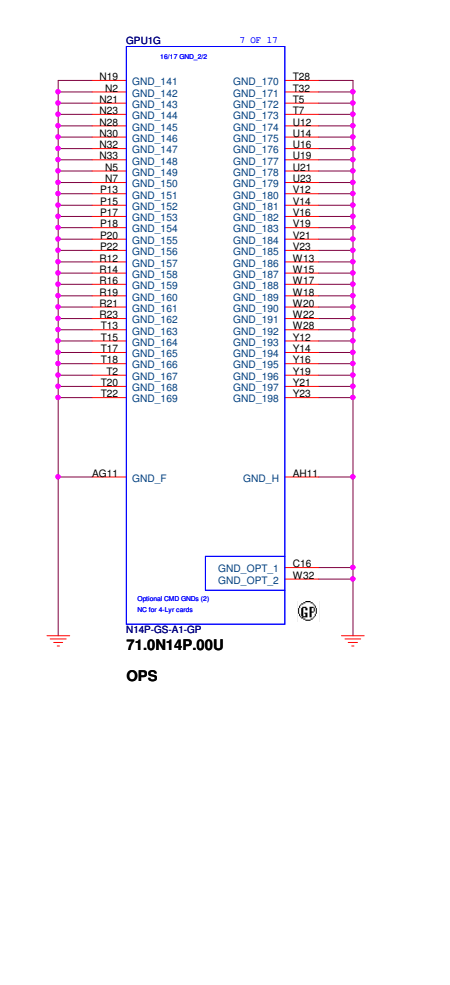 GPU1G 7 OF 17
16/17 GND_2/2
N19 GND_141 GND_170 T28
N2 GND_142 GND_171 T32
N21 GND_143 GND_172 T5
N23 GND_144 GND_173 T7
N28 GND_145 GND_174 U12
N30 GND_146 GND_175 U14
N32 GND_147 GND_176 U16
N33 GND_148 GND_177 U19
N5 GND_149 GND_178 U21
N7 GND_150 GND_179 U23
P13 GND_151 GND_180 V12
P15 GND_152 GND_181 V14
P17 GND_153 GND_182 V16
P18 GND_154 GND_183 V19
P20 GND_155 GND_184 V21
P22 GND_156 GND_185 V23
R12 GND_157 GND_186 W13
R14 GND_158 GND_187 W15
R16 GND_159 GND_188 W17
R19 GND_160 GND_189 W18
R21 GND_161 GND_190 W20
R23 GND_162 GND_191 W22
T13 GND_163 GND_192 W28
T15 GND_164 GND_193 Y12
T17 GND_165 GND_194 Y14
T18 GND_166 GND_195 Y16
T2 GND_167 GND_196 Y19
T20 GND_168 GND_197 Y21
T22 GND_169 GND_198 Y23
AG11 GND_F GND_H AH11
GND_OPT_1 C16
GND_OPT_2 W32
Optional CMD GNDs (2)
NC for 4-Lyr cards
GP
N14P-GS-A1-GP
71.0N14P.00U
OPS